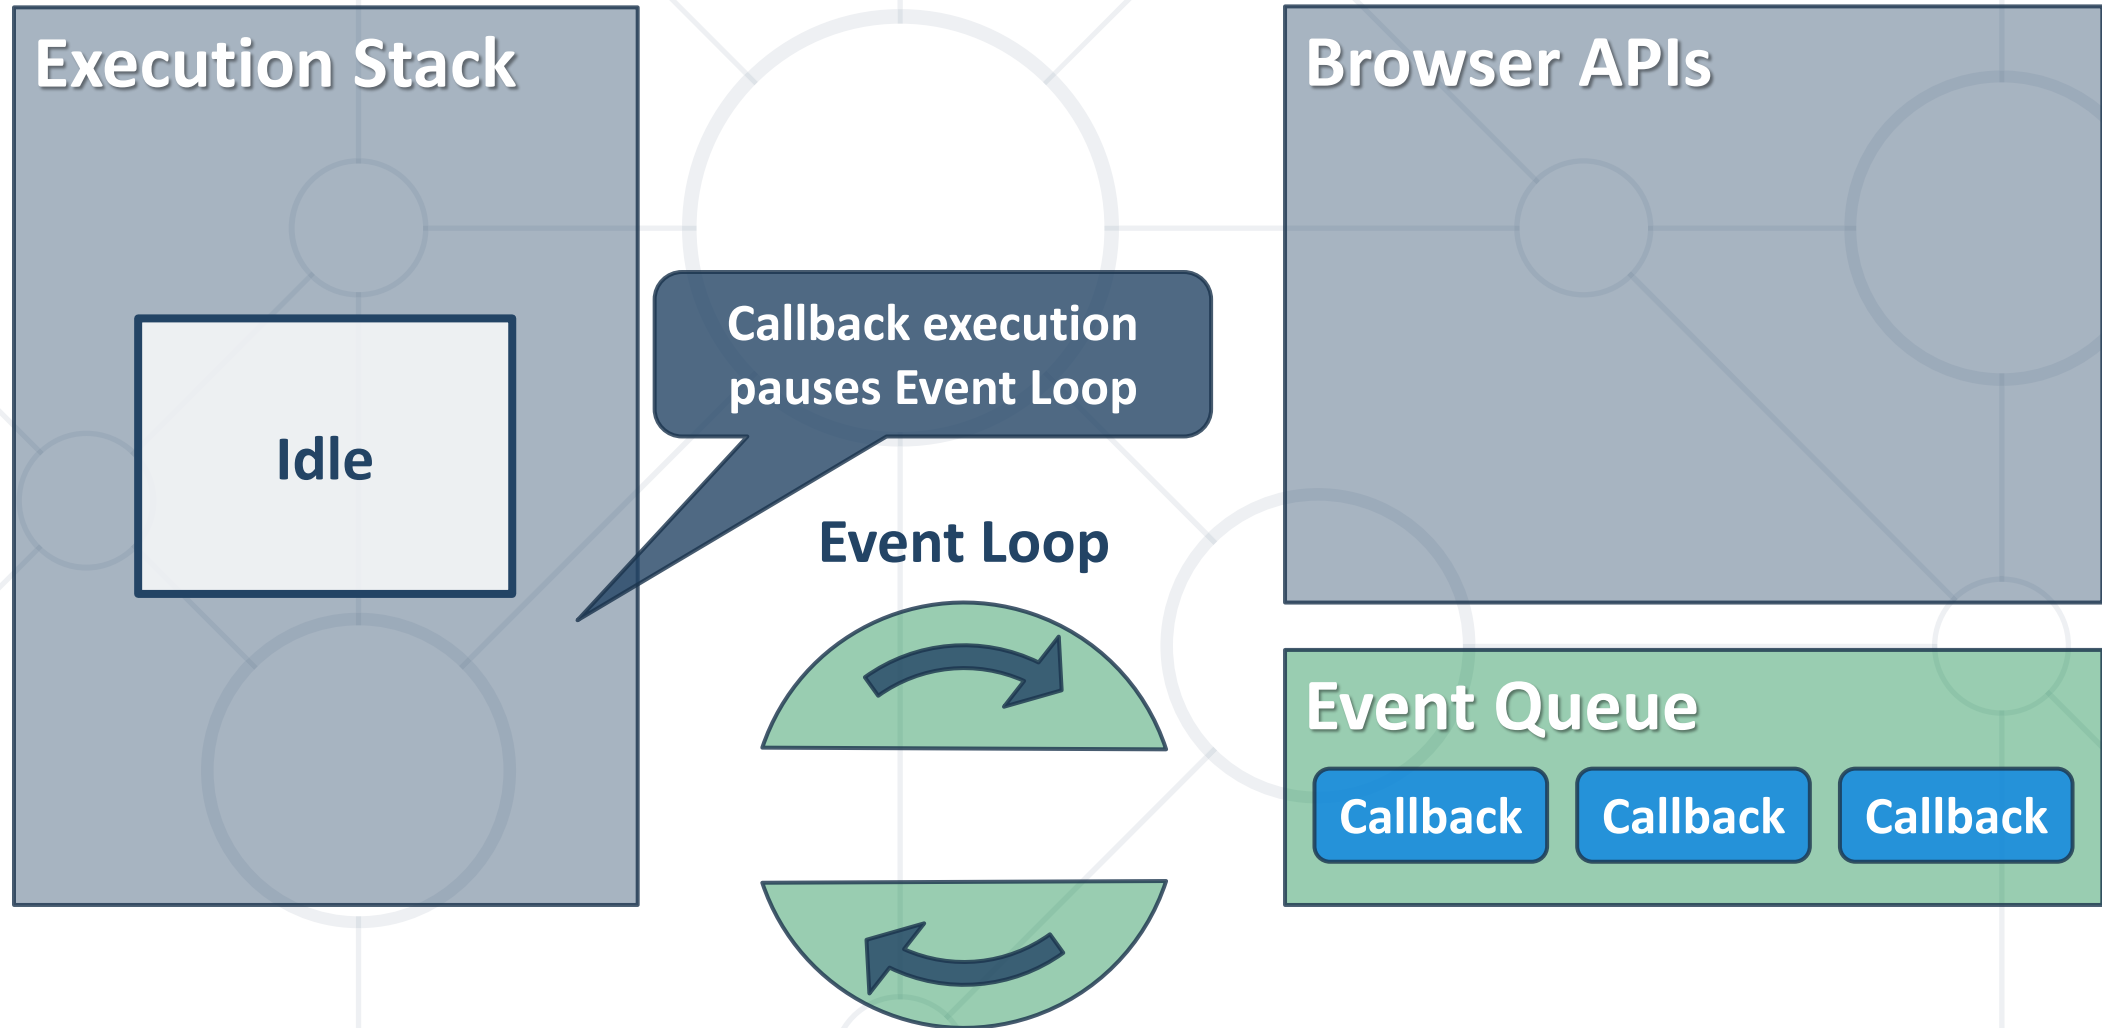 Execution Stack
Browser APIs
Callback execution
pauses Event Loop
Idle
Event Loop
Event Queue
Callback Callback Callback